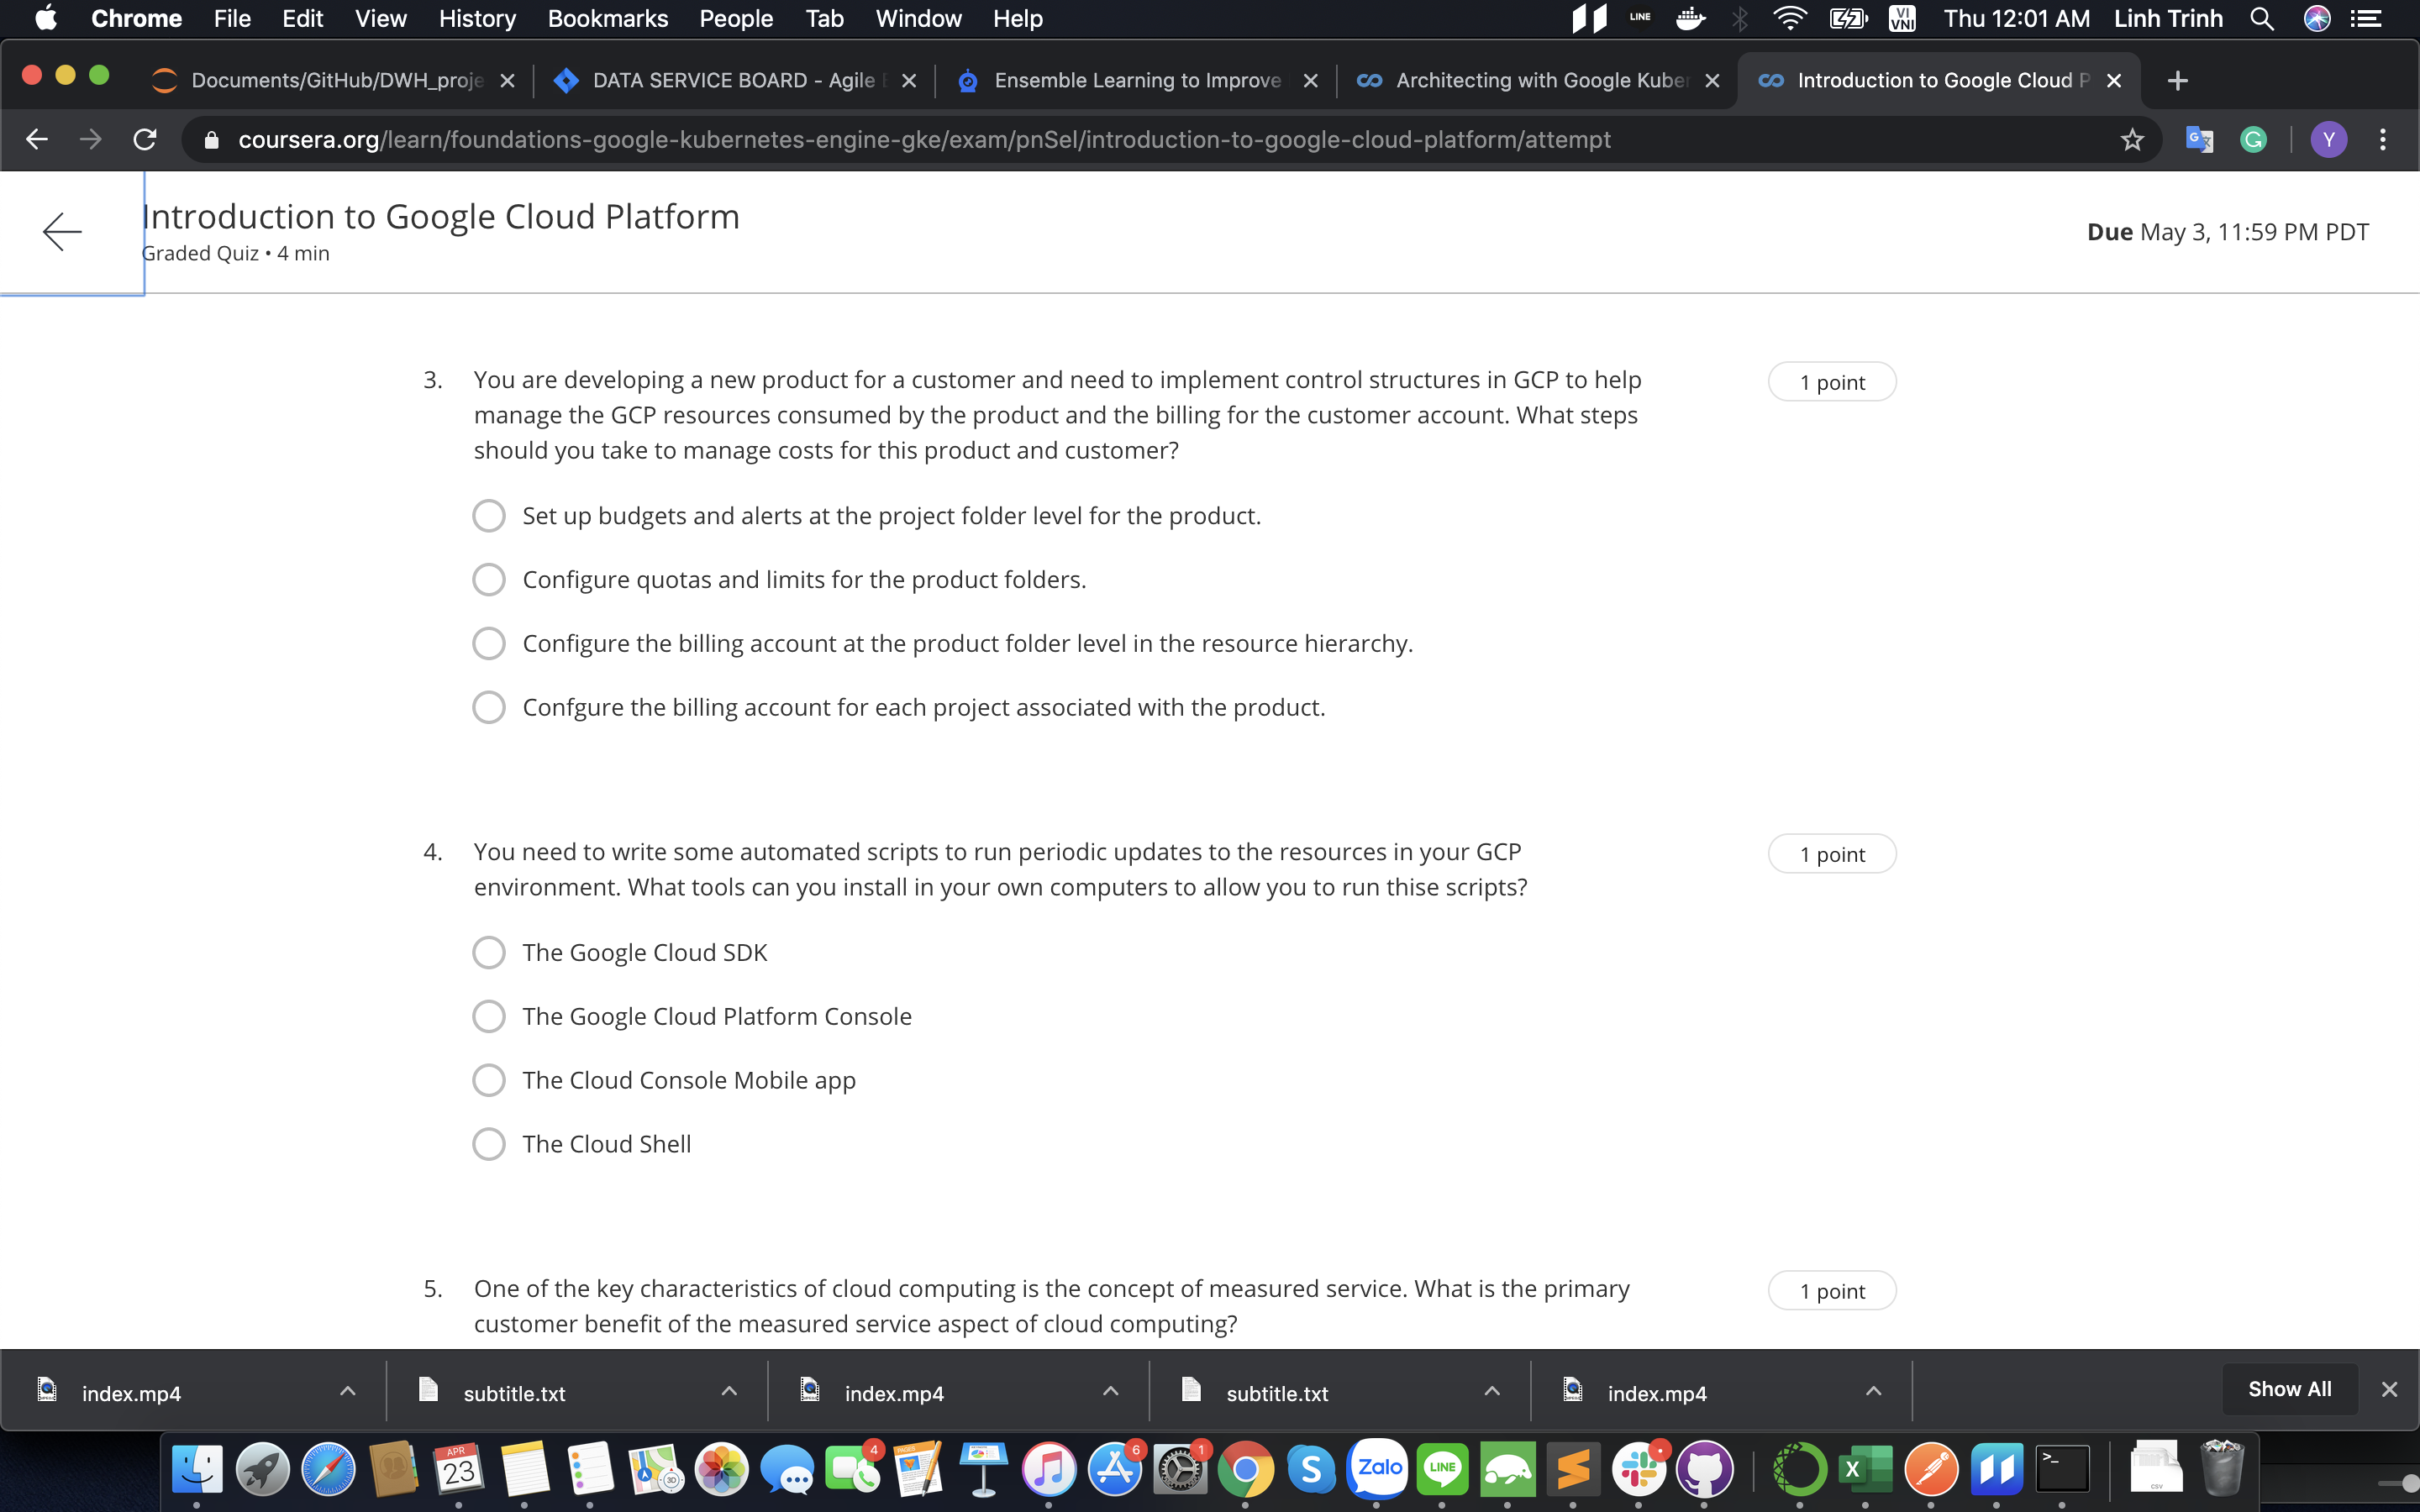 Chrome File Edit View History Bookmarks People Tab Window Help LINE VI VNI Thu 12:01 AM Linh Trinh
Documents/GitHub/DWH_proje DATA SERVICE BOARD - Agile Ensemble Learning to Improve Architecting with Google Kuber Introduction to Google Cloud P
coursera.org/learn/foundations-google-kubernetes-engine-gke/exam/pnSel/introduction-to-google-cloud-platform/attempt G Y
Introduction to Google Cloud Platform
Graded Quiz • 4 min
Due May 3, 11:59 PM PDT
3. You are developing a new product for a customer and need to implement control structures in GCP to help
manage the GCP resources consumed by the product and the billing for the customer account. What steps
should you take to manage costs for this product and customer?
1 point
Set up budgets and alerts at the project folder level for the product.
Configure quotas and limits for the product folders.
Configure the billing account at the product folder level in the resource hierarchy.
Confgure the billing account for each project associated with the product.
4. You need to write some automated scripts to run periodic updates to the resources in your GCP
environment. What tools can you install in your own computers to allow you to run thise scripts?
1 point
The Google Cloud SDK
The Google Cloud Platform Console
The Cloud Console Mobile app
The Cloud Shell
5. One of the key characteristics of cloud computing is the concept of measured service. What is the primary
customer benefit of the measured service aspect of cloud computing?
1 point
index.mp4 subtitle.txt index.mp4 subtitle.txt index.mp4 Show All
APR 23 3D 4 PAGES 6 1 S Zalo LINE X >_ CSV